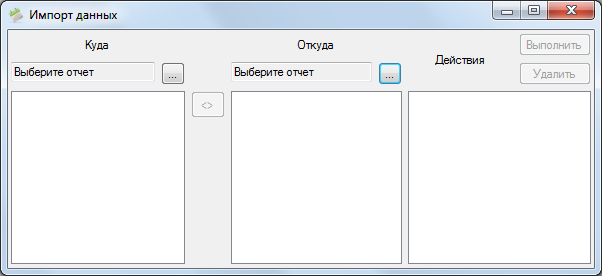 Импорт данных
Куда
Откуда
Действия
Выполнить
Выберите отчет
...
Выберите отчет
...
Удалить
<>